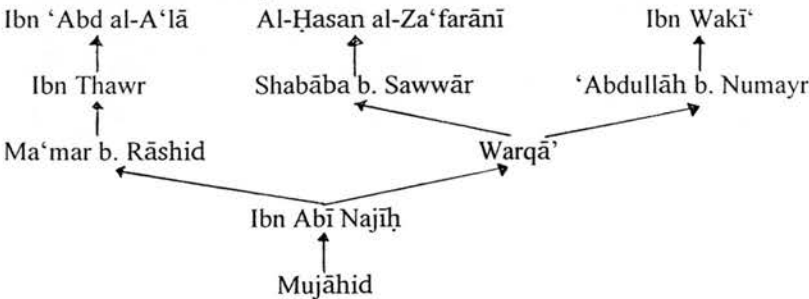 Ibn ‘Abd al-A‘lā Al-Ḥasan al-Za‘farānī Ibn Wakī‘
Ibn Thawr Shabāba b. Sawwār ‘Abdullāh b. Numayr
Ma‘mar b. Rāshid Warqā’
Ibn Abī Najīḥ
Mujāhid